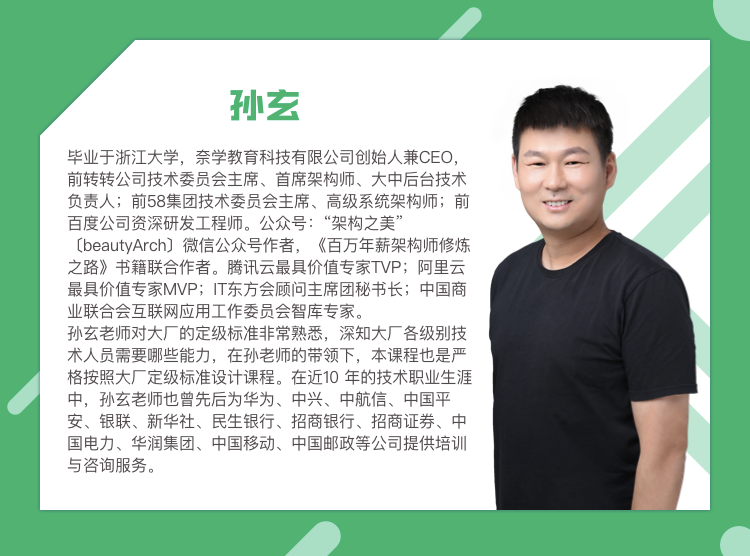 孙玄
毕业于浙江大学，奈学教育科技有限公司创始人兼CEO，
前转转公司技术委员会主席、首席架构师、大中后台技术
负责人；前58集团技术委员会主席、高级系统架构师；前
百度公司资深研发工程师。公众号：“架构之美”
〔beautyArch〕微信公众号作者，《百万年薪架构师修炼
之路》书籍联合作者。腾讯云最具价值专家TVP；阿里云
最具价值专家MVP；IT东方会顾问主席团秘书长；中国商
业联合会互联网应用工作委员会智库专家。
孙玄老师对大厂的定级标准非常熟悉，深知大厂各级别技
术人员需要哪些能力，在孙老师的带领下，本课程也是严
格按照大厂定级标准设计课程。在近10 年的技术职业生涯
中，孙玄老师也曾先后为华为、中兴、中航信、中国平
安、银联、新华社、民生银行、招商银行、招商证券、中
国电力、华润集团、中国移动、中国邮政等公司提供培训
与咨询服务。